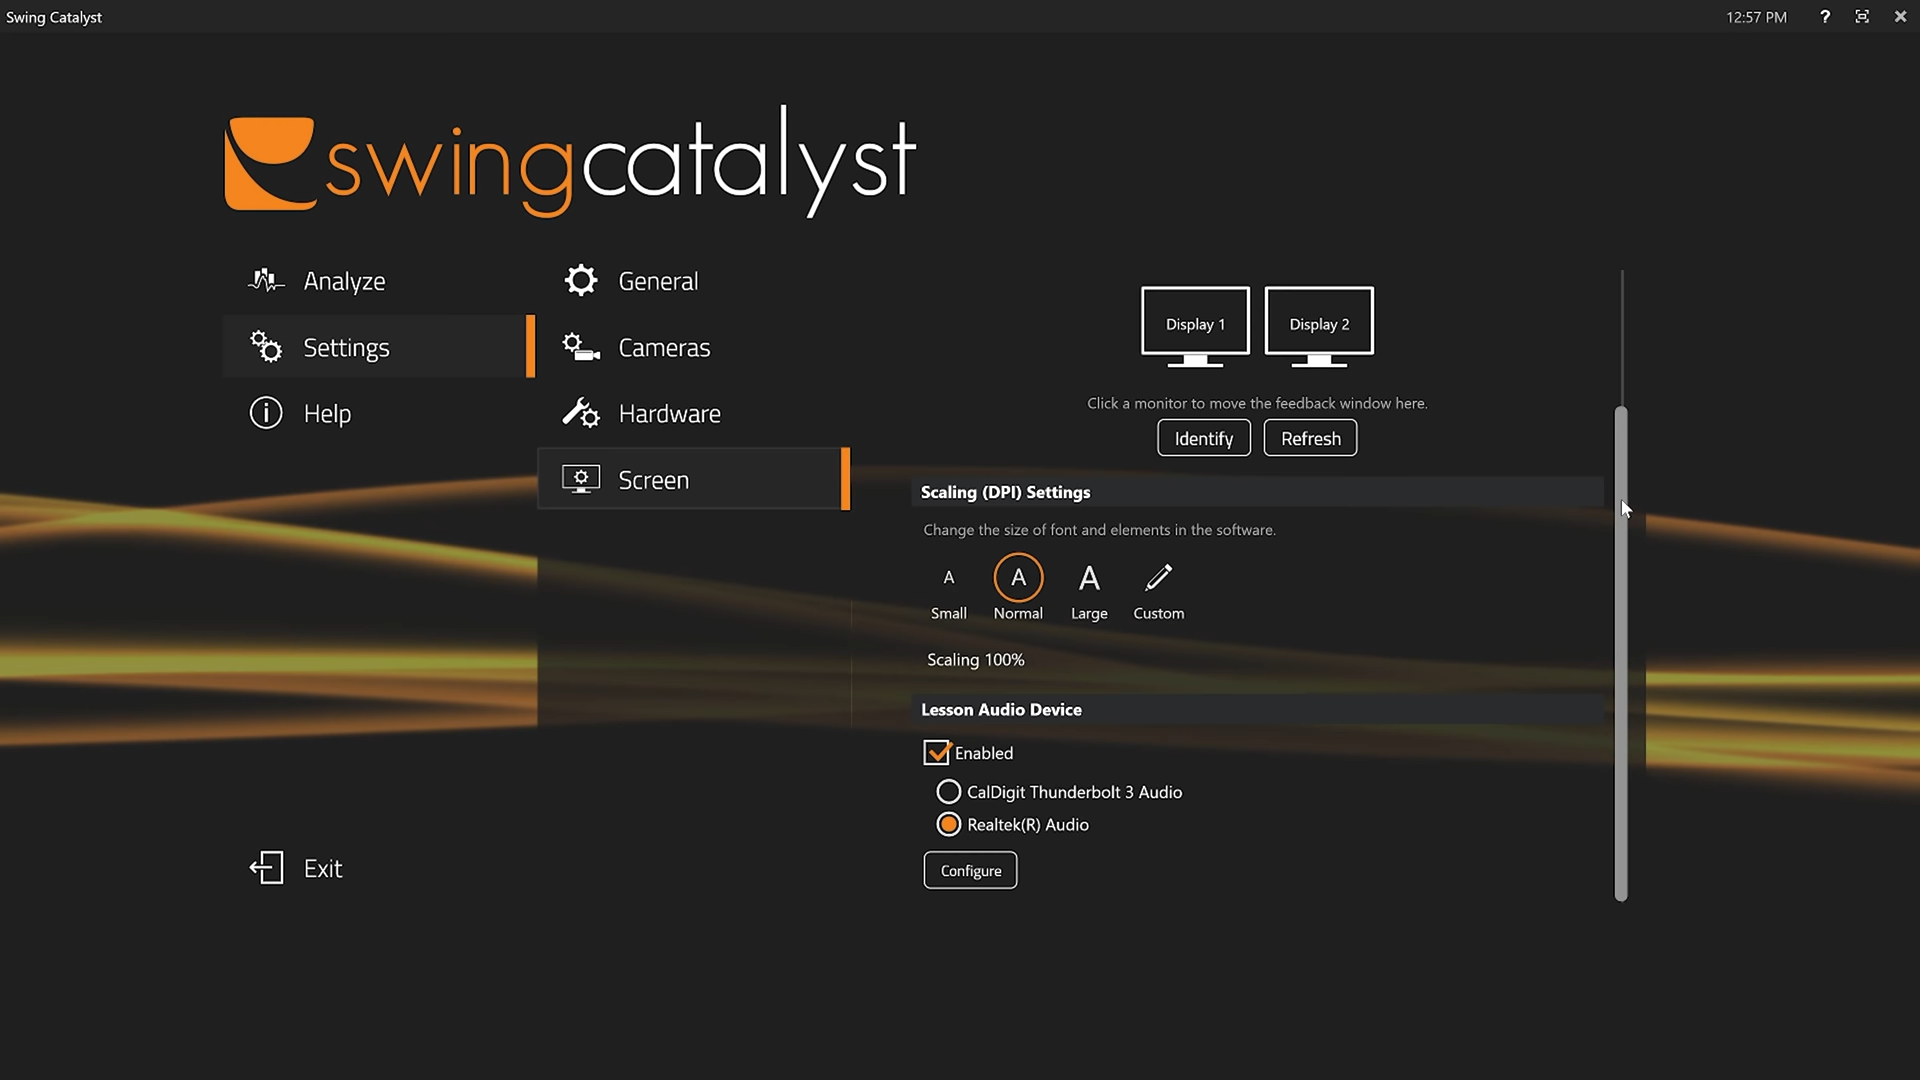 Swing Catalyst
12:57 PM
?
swingcatalyst
Analyze
Settings
Help
Exit
General
Cameras
Hardware
Screen
Display 1
Display 2
Click a monitor to move the feedback window here.
Identify
Refresh
Scaling (DPI) Settings
Change the size of font and elements in the software.
A
A
A
Small
Normal
Large
Custom
Scaling 100%
Lesson Audio Device
Enabled
CalDigit Thunderbolt 3 Audio
Realtek(R) Audio
Configure